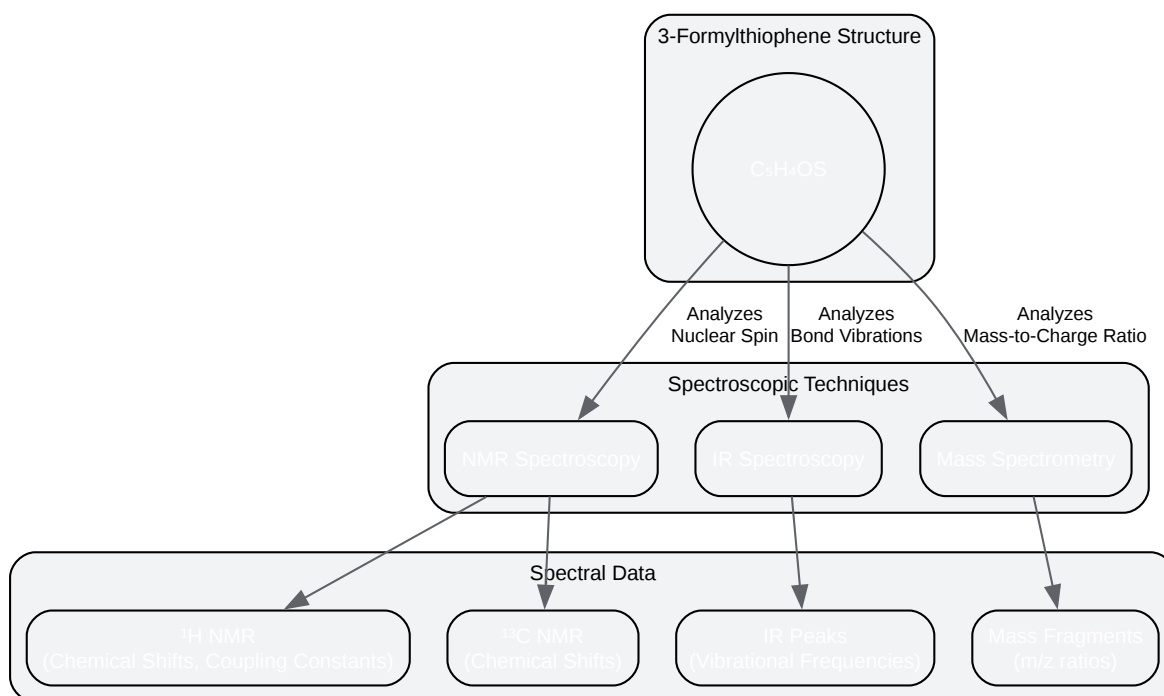 3-Formylthiophene Structure
C₅H₄OS
Analyzes
Nuclear Spin
Analyzes
Bond Vibrations
Analyzes
Mass-to-Charge Ratio
Spectroscopic Techniques
NMR Spectroscopy
IR Spectroscopy
Mass Spectrometry
Spectral Data
¹H NMR
(Chemical Shifts, Coupling Constants)
¹³C NMR
(Chemical Shifts)
IR Peaks
(Vibrational Frequencies)
Mass Fragments
(m/z ratios)